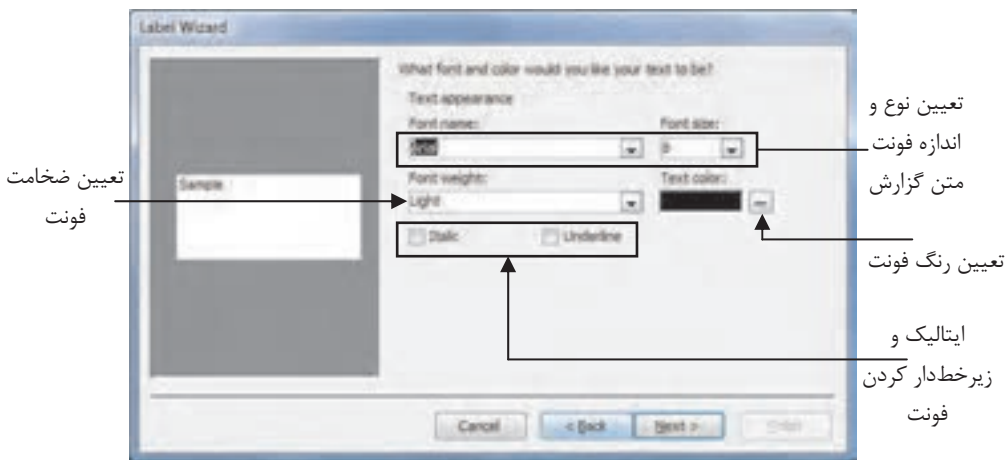 Label Wizard
What font and color would you like your text to be?
Text appearance
Font name:
Font size:
Arial
8
Font weight:
Text color:
Light
Italic
Underline
Sample
Cancel
< Back
Next >
Finish
تعیین نوع و
اندازه فونت
متن گزارش
تعیین رنگ فونت
تعیین ضخامت
فونت
ایتالیک و
زیرخط‌دار کردن
فونت